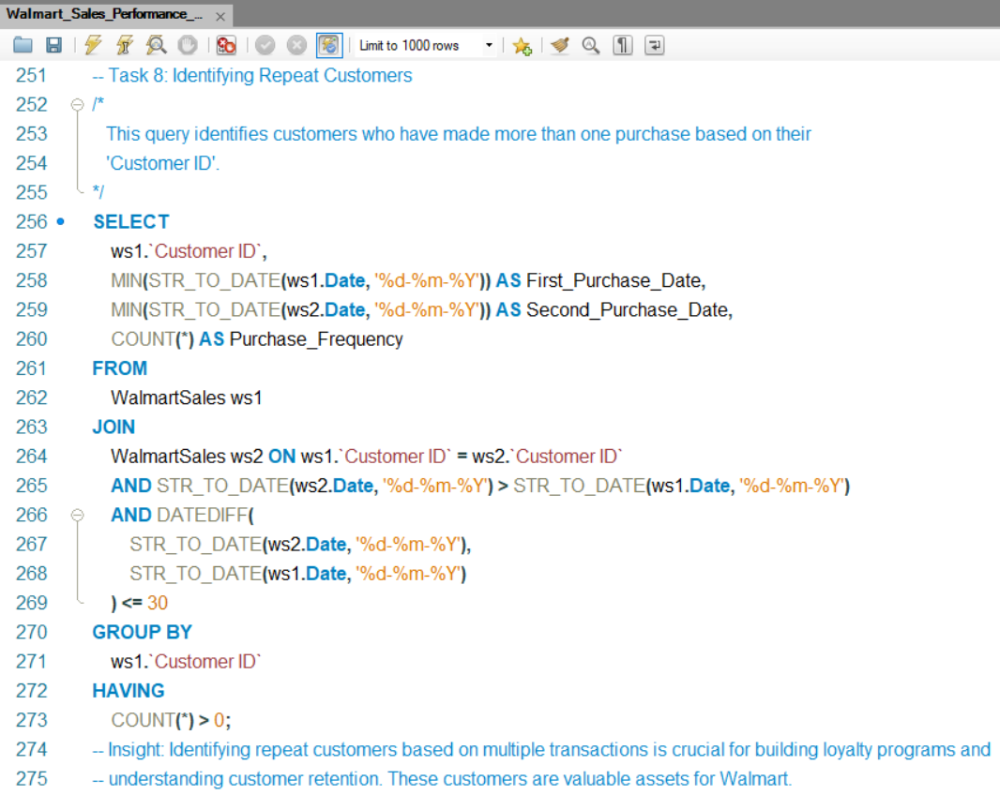 Walmart_Sales_Performance_...
Limit to 1000 rows
251 -- Task 8: Identifying Repeat Customers
252 /*
253 This query identifies customers who have made more than one purchase based on their
254 'Customer ID'.
255 */
256 SELECT
257 ws1.`Customer ID`,
258 MIN(STR_TO_DATE(ws1.Date, '%d-%m-%Y')) AS First_Purchase_Date,
259 MIN(STR_TO_DATE(ws2.Date, '%d-%m-%Y')) AS Second_Purchase_Date,
260 COUNT(*) AS Purchase_Frequency
261 FROM
262 WalmartSales ws1
263 JOIN
264 WalmartSales ws2 ON ws1.`Customer ID` = ws2.`Customer ID`
265 AND STR_TO_DATE(ws2.Date, '%d-%m-%Y') > STR_TO_DATE(ws1.Date, '%d-%m-%Y')
266 AND DATEDIFF(
267 STR_TO_DATE(ws2.Date, '%d-%m-%Y'),
268 STR_TO_DATE(ws1.Date, '%d-%m-%Y')
269 ) <= 30
270 GROUP BY
271 ws1.`Customer ID`
272 HAVING
273 COUNT(*) > 0;
274 -- Insight: Identifying repeat customers based on multiple transactions is crucial for building loyalty programs and
275 -- understanding customer retention. These customers are valuable assets for Walmart.